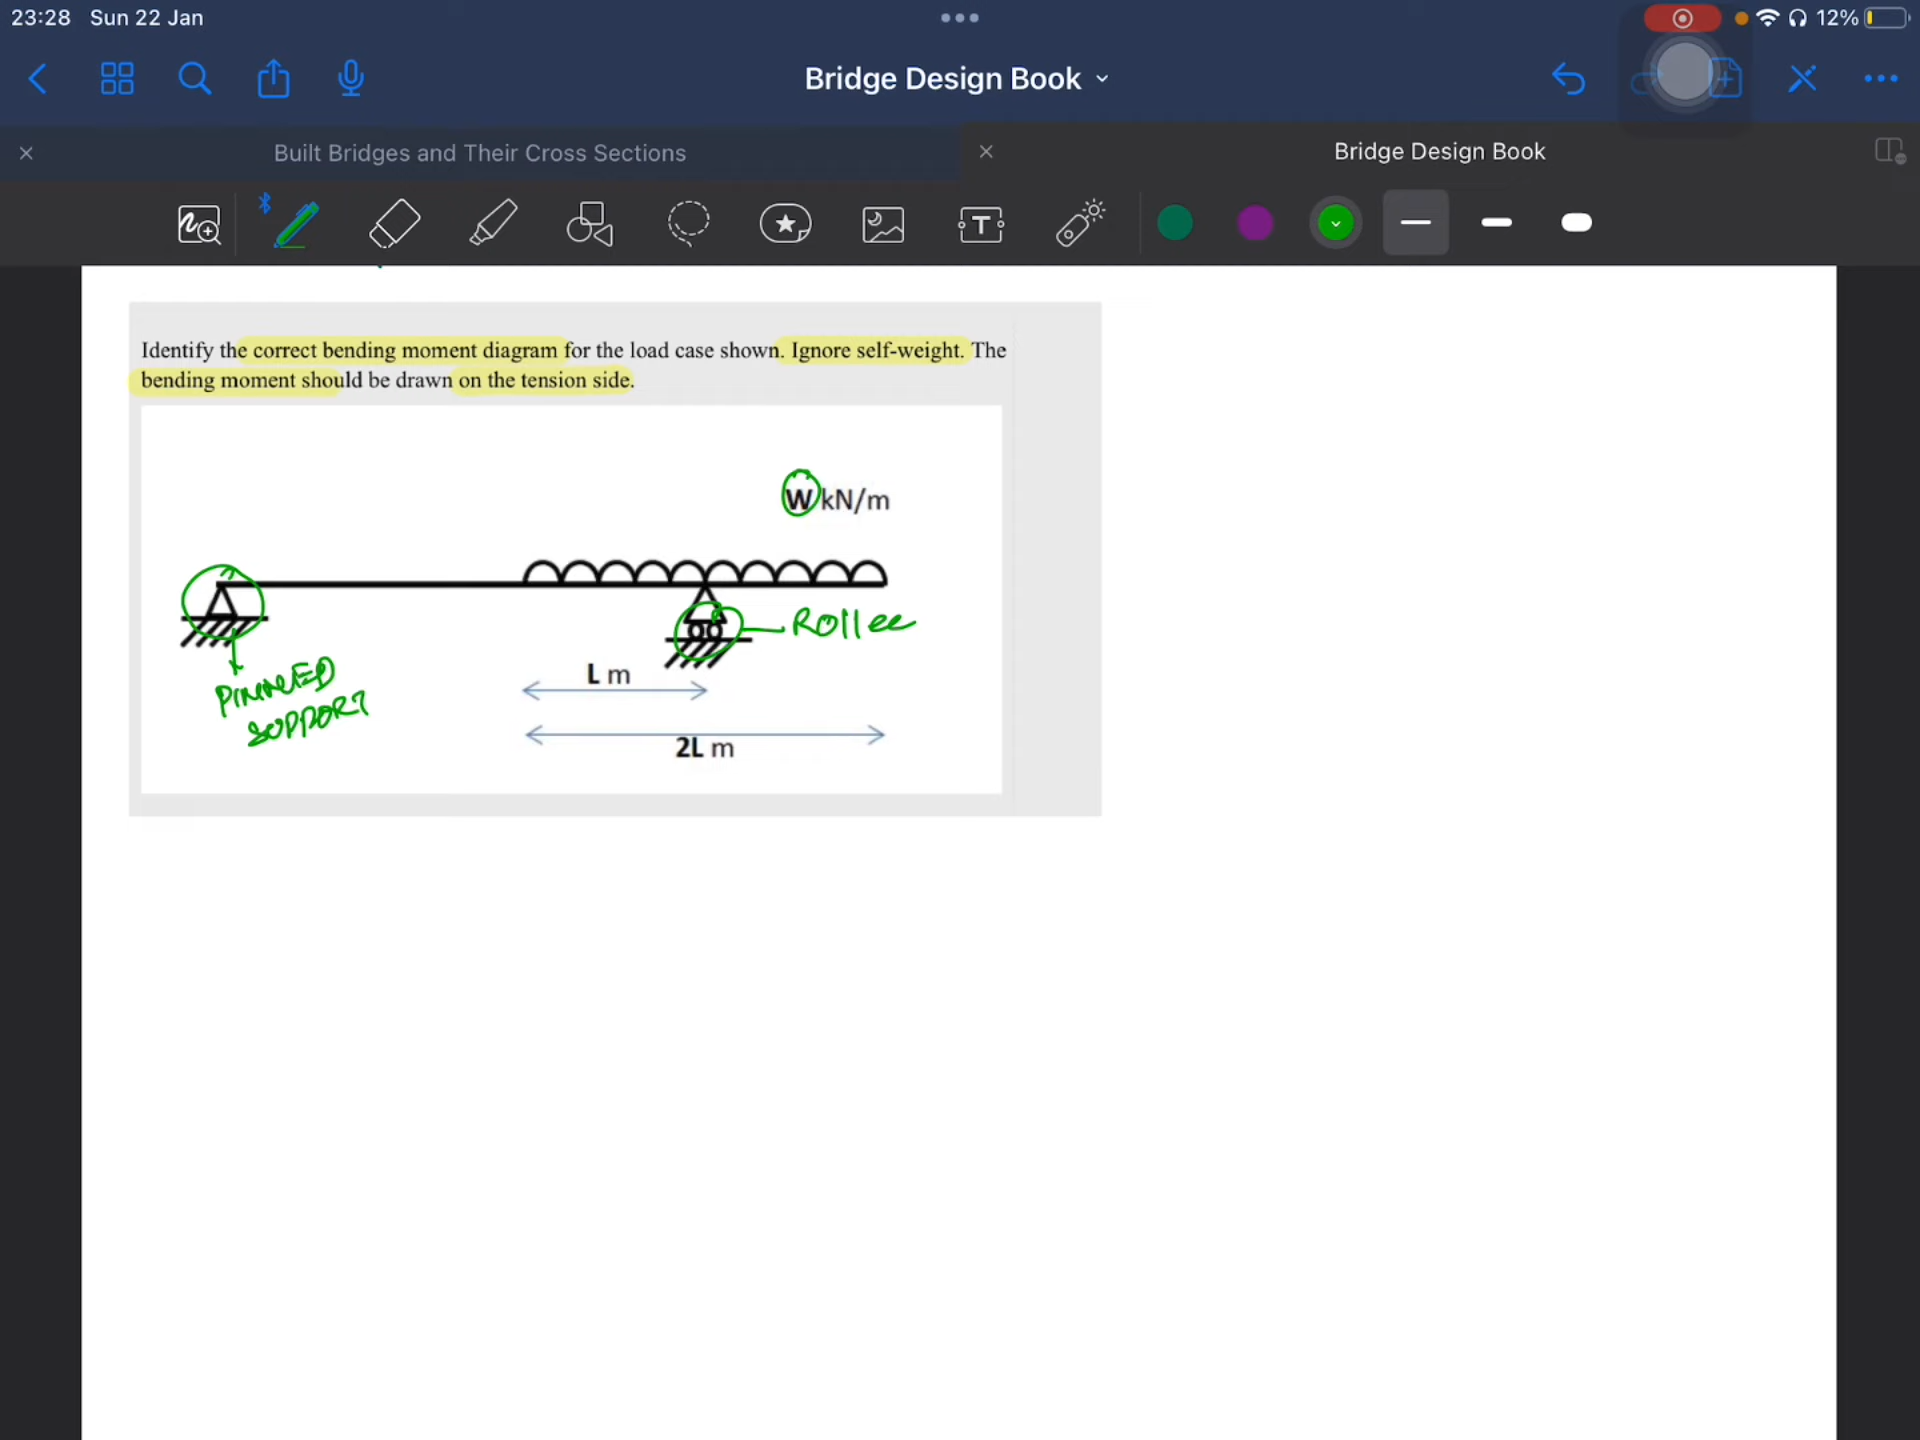 23:28 Sun 22 Jan
12%
Bridge Design Book
Built Bridges and Their Cross Sections
Bridge Design Book
T
Identify the correct bending moment diagram for the load case shown. Ignore self-weight. The
bending moment should be drawn on the tension side.
W kN/m
Rollee
PINNED
SUPPORT
L m
2L m